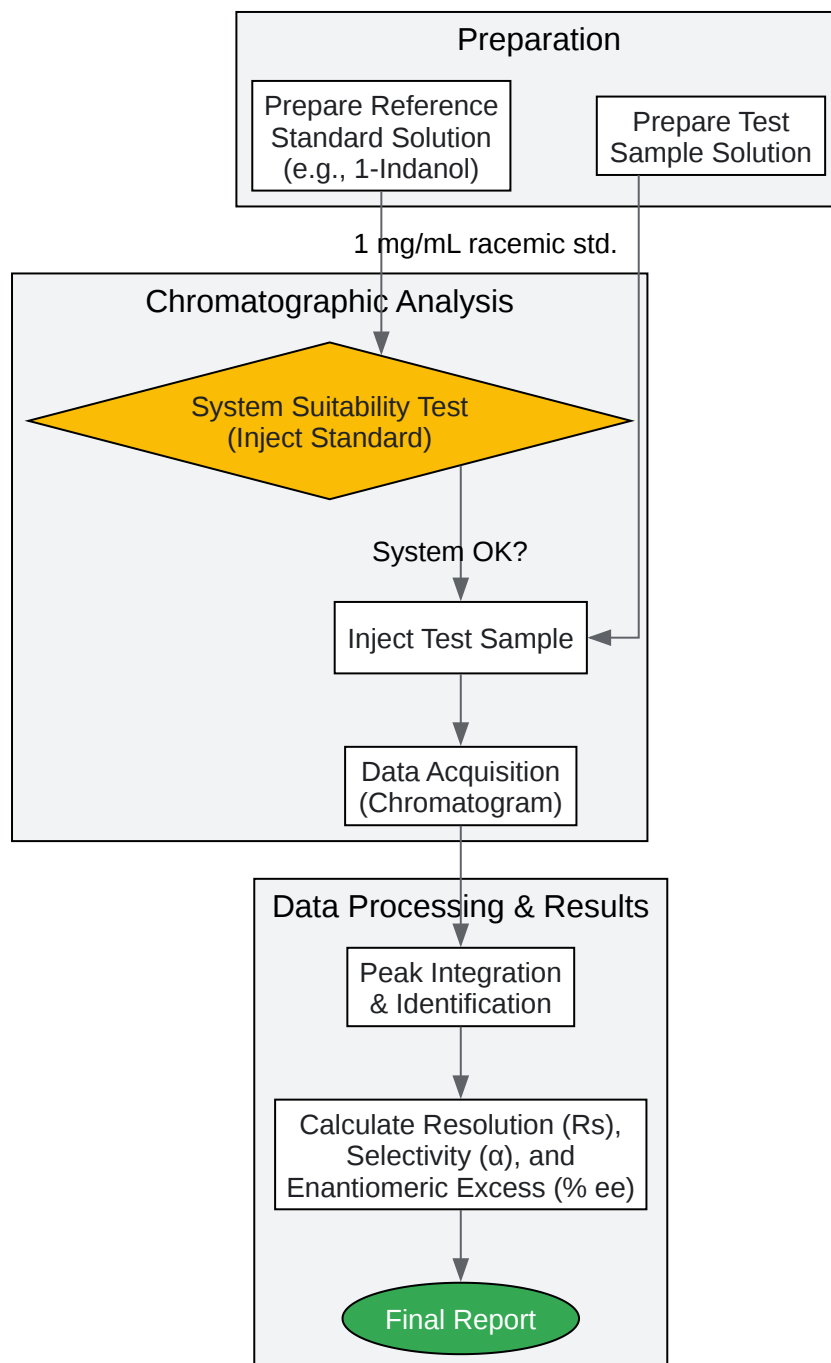 Preparation
Prepare Reference
Standard Solution
(e.g., 1-Indanol)
Prepare Test
Sample Solution
1 mg/mL racemic std.
Chromatographic Analysis
System Suitability Test
(Inject Standard)
System OK?
Inject Test Sample
Data Acquisition
(Chromatogram)
Data Processing & Results
Peak Integration
& Identification
Calculate Resolution (Rs),
Selectivity (α), and
Enantiomeric Excess (% ee)
Final Report